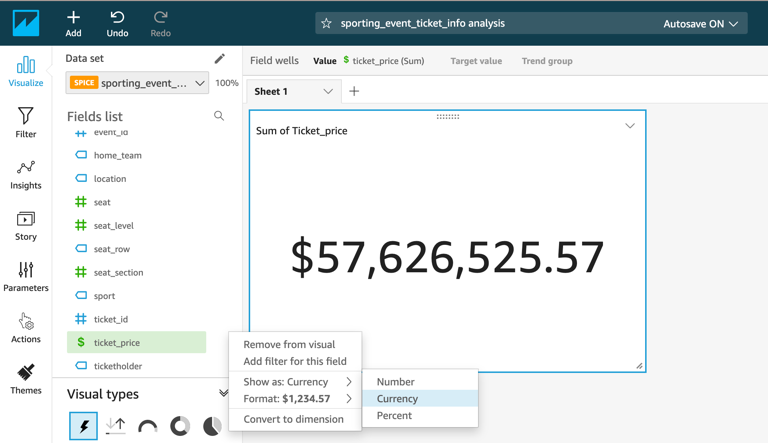 Add
Undo
Redo
sporting_event_ticket_info analysis
Autosave ON
Visualize
Filter
Insights
Story
Parameters
Actions
Themes
Data set
SPICE sporting_event_... 100%
Fields list
event_id
home_team
location
seat
seat_level
seat_row
seat_section
sport
ticket_id
$ ticket_price
ticketholder
Visual types
Field wells Value $ ticket_price (Sum) Target value Trend group
Sheet 1
Sum of Ticket_price
$57,626,525.57
Remove from visual
Add filter for this field
Show as: Currency
Format: $1,234.57
Convert to dimension
Number
Currency
Percent